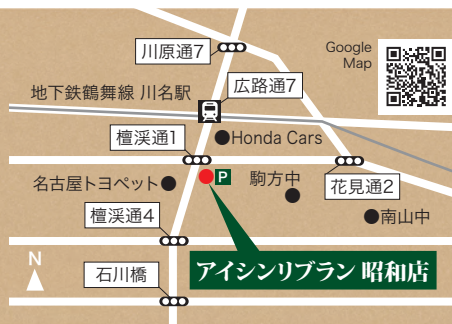 川原通7
Google
Map
地下鉄鶴舞線 川名駅
広路通7
檀渓通1
Honda Cars
名古屋トヨペット
P
駒方中
花見通2
南山中
檀渓通4
N
アイシンリブラン 昭和店
石川橋